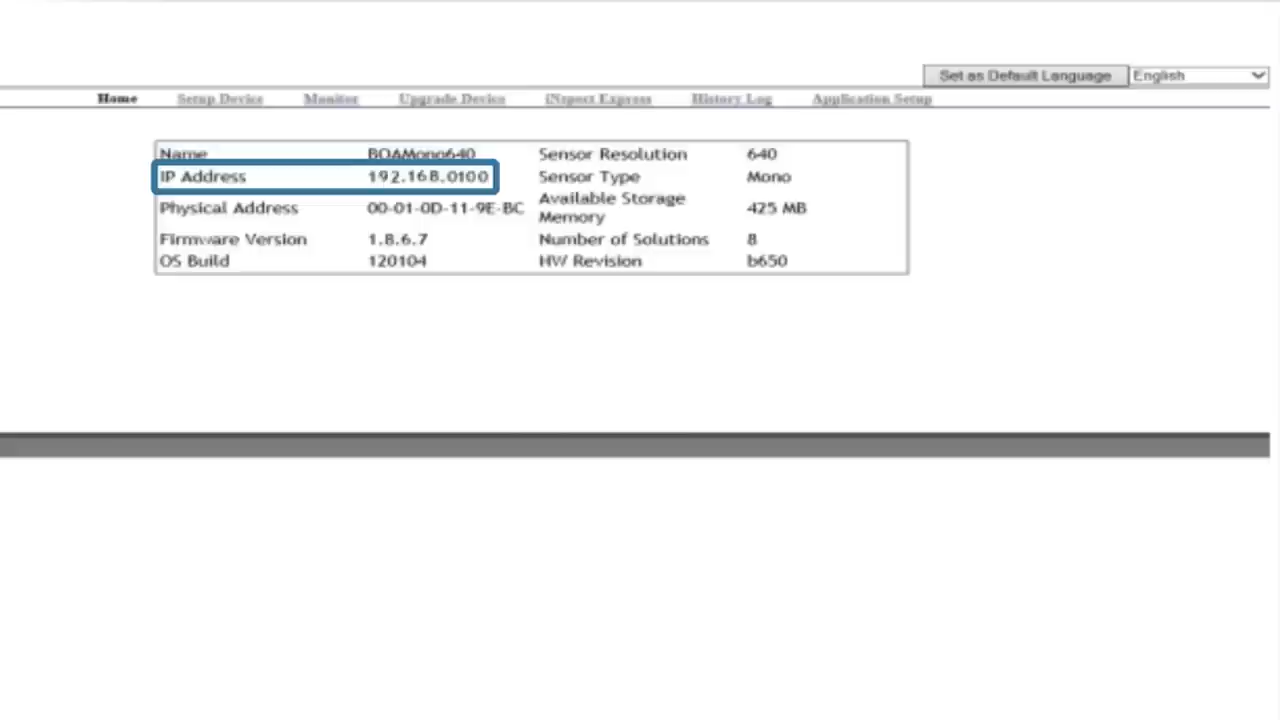 Set as Default Language English
Home Setup Device Monitor Upgrade Device iNspect Express History Log Application Setup
Name BOAMono640 Sensor Resolution 640
IP Address 192.168.0100 Sensor Type Mono
Physical Address 00-01-0D-11-9E-BC Available Storage Memory 425 MB
Firmware Version 1.8.6.7 Number of Solutions 8
OS Build 120104 HW Revision b650